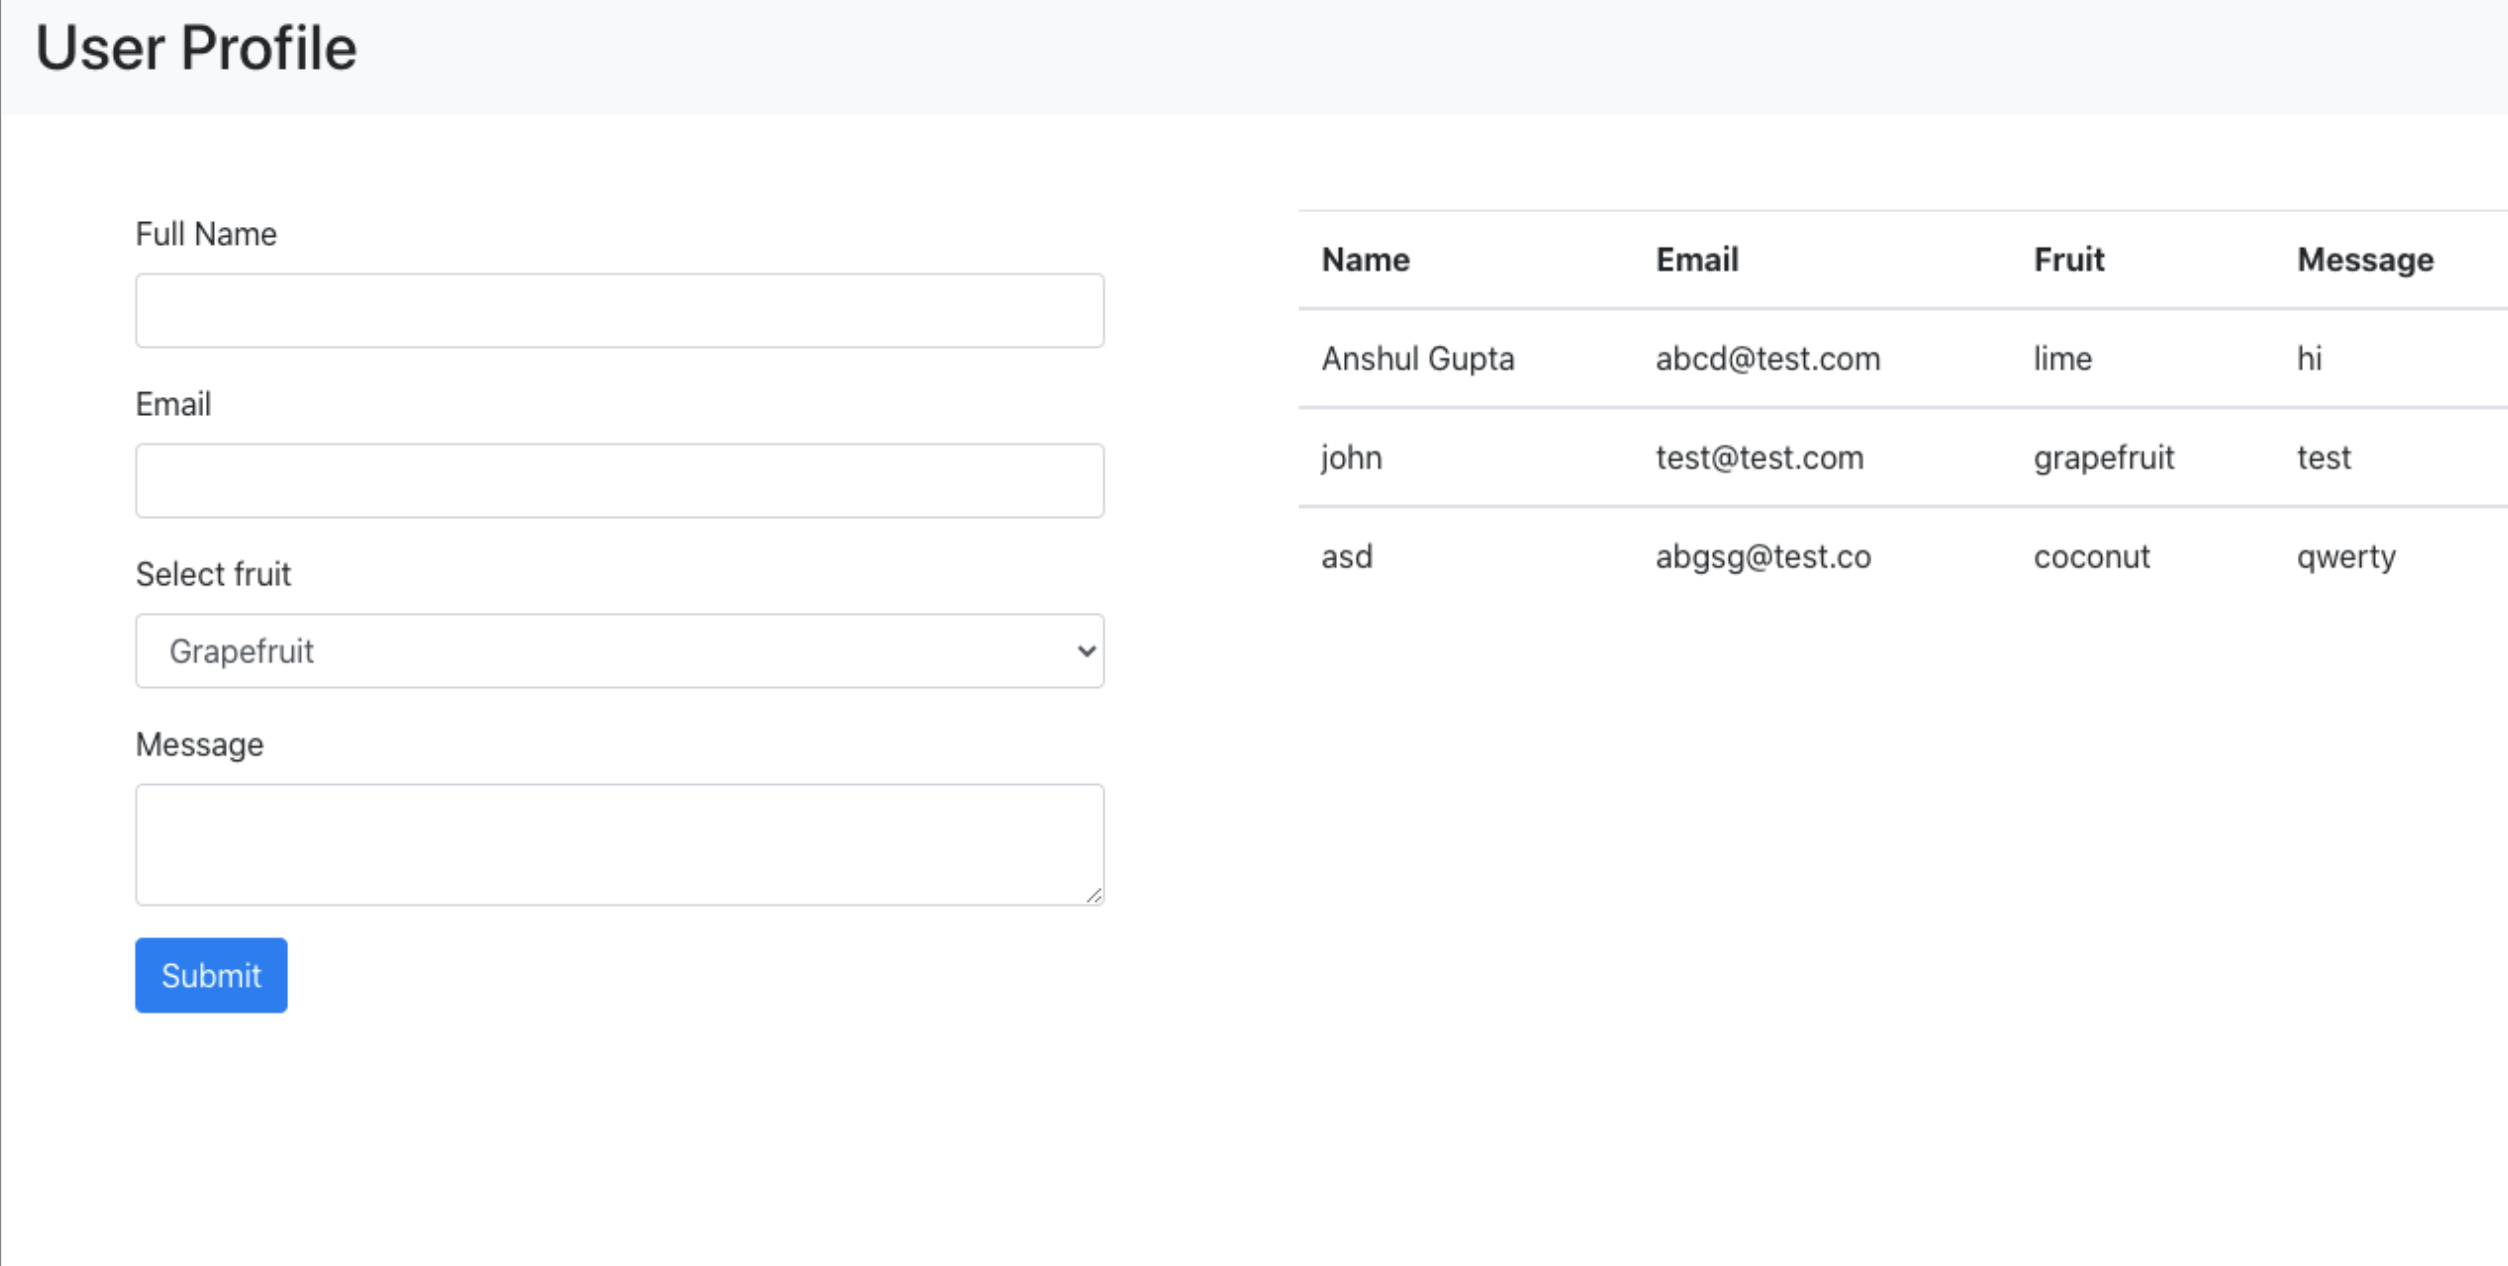 User Profile
Full Name
Email
Select fruit
Grapefruit
Message
Submit
Name Email Fruit Message
Anshul Gupta abcd@test.com lime hi
john test@test.com grapefruit test
asd abgsg@test.co coconut qwerty